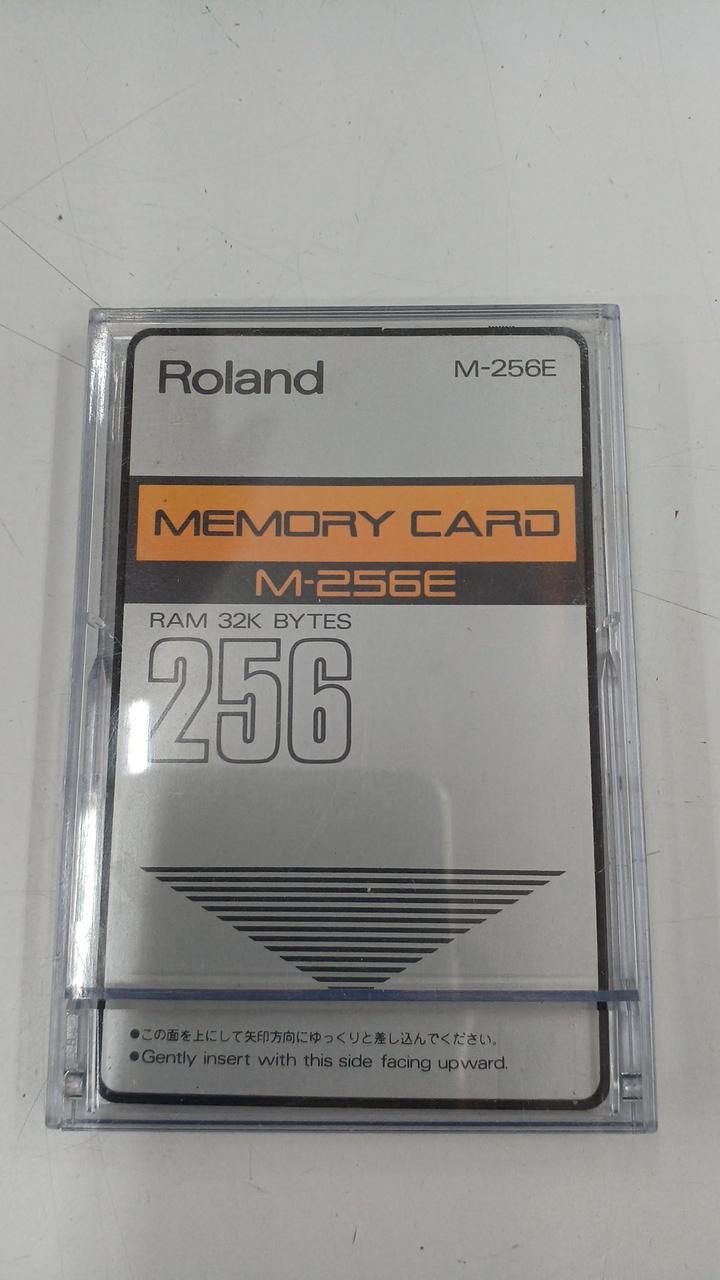 Roland
M-256E
MEMORY CARD
M-256E
RAM 32K BYTES
256
●この面を上にして矢印方向にゆっくりと差し込んでください。
●Gently insert with this side facing upward.